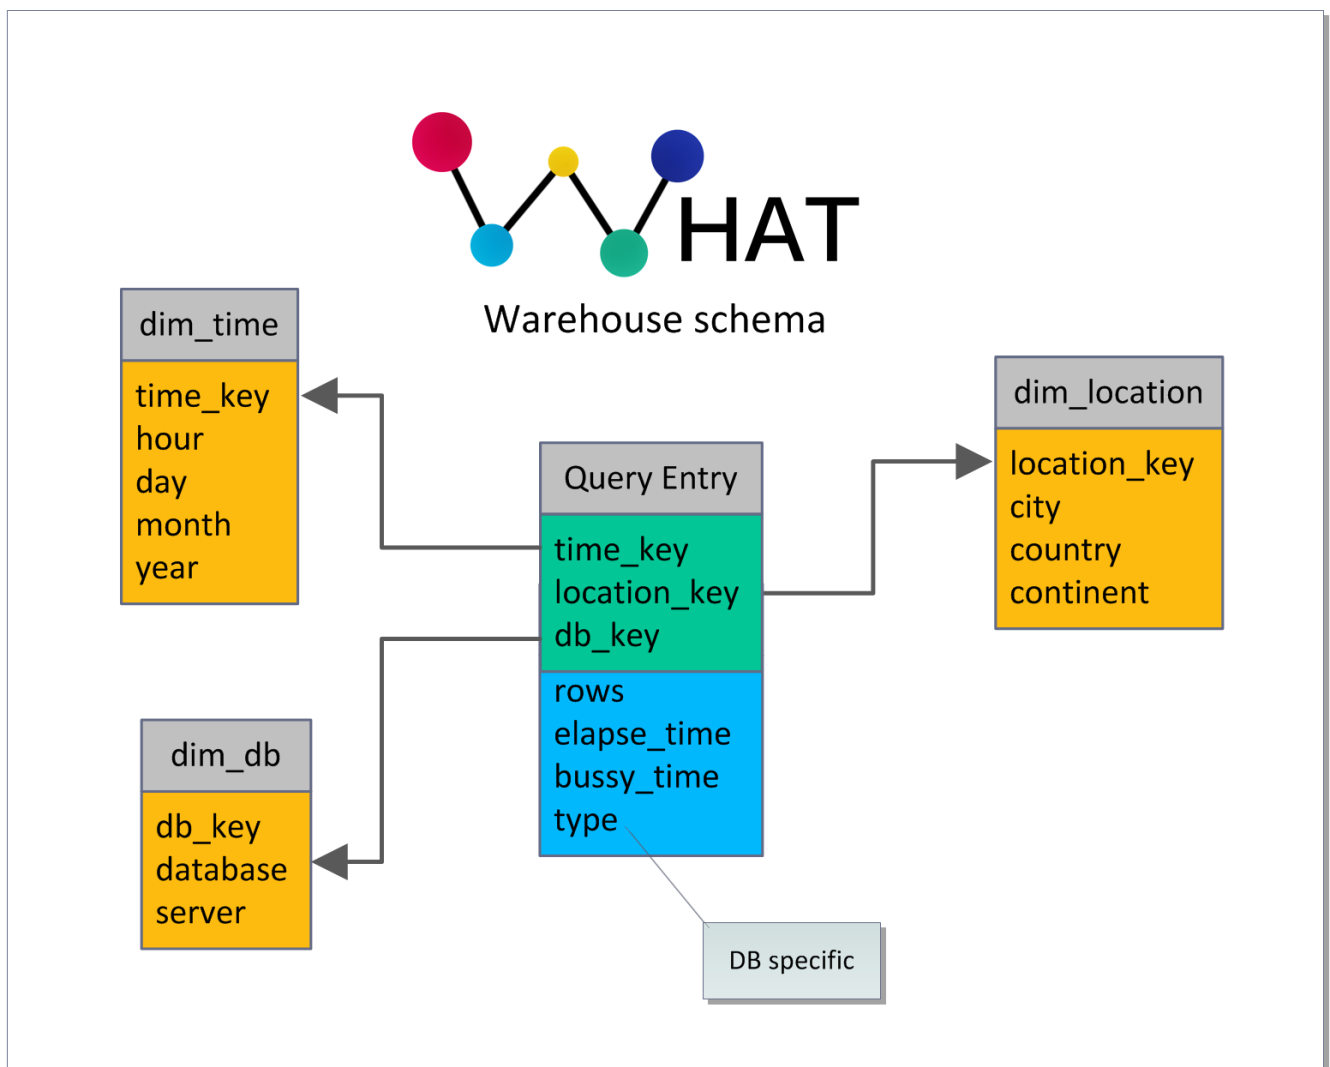 WHAT
Warehouse schema
dim_time
time_key
hour
day
month
year
dim_location
location_key
city
country
continent
Query Entry
time_key
location_key
db_key
rows
elapse_time
bussy_time
type
dim_db
db_key
database
server
DB specific